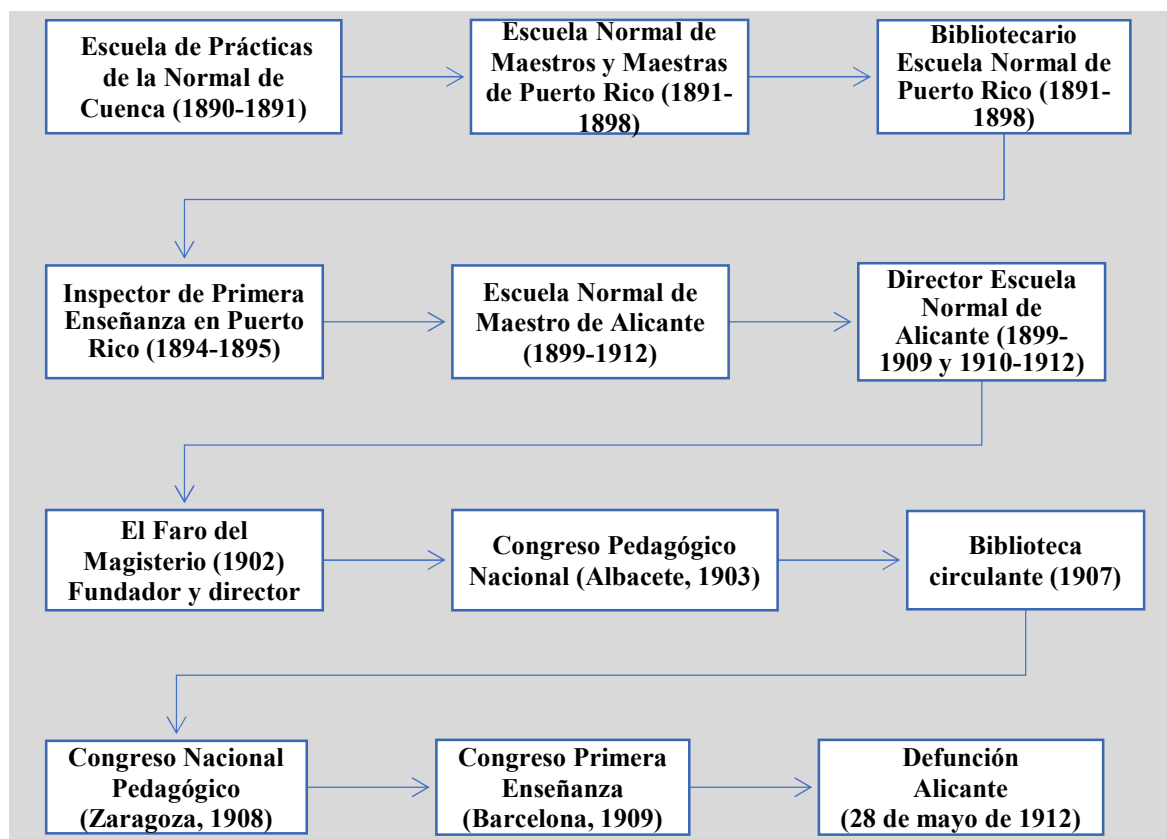 Escuela de Prácticas
de la Normal de
Cuenca (1890-1891)
Escuela Normal de
Maestros y Maestras
de Puerto Rico (1891-
1898)
Bibliotecario
Escuela Normal de
Puerto Rico (1891-
1898)
Inspector de Primera
Enseñanza en Puerto
Rico (1894-1895)
Escuela Normal de
Maestro de Alicante
(1899-1912)
Director Escuela
Normal de
Alicante (1899-
1909 y 1910-1912)
El Faro del
Magisterio (1902)
Fundador y director
Congreso Pedagógico
Nacional (Albacete, 1903)
Biblioteca
circulante (1907)
Congreso Nacional
Pedagógico
(Zaragoza, 1908)
Congreso Primera
Enseñanza
(Barcelona, 1909)
Defunción
Alicante
(28 de mayo de 1912)